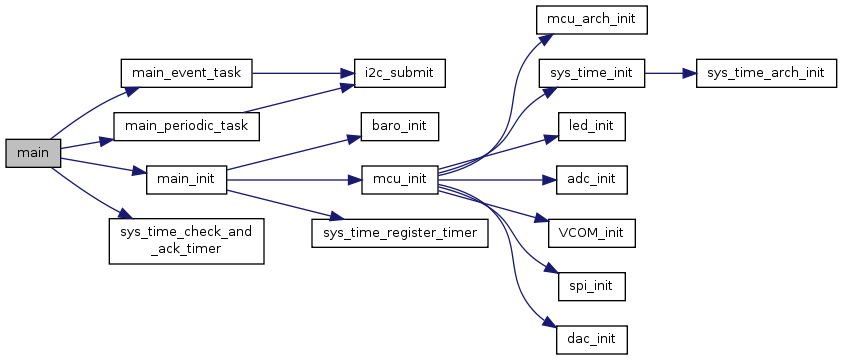 main
main_event_task
main_periodic_task
main_init
sys_time_check_and
_ack_timer
i2c_submit
baro_init
mcu_init
sys_time_register_timer
mcu_arch_init
sys_time_init
led_init
adc_init
VCOM_init
spi_init
dac_init
sys_time_arch_init